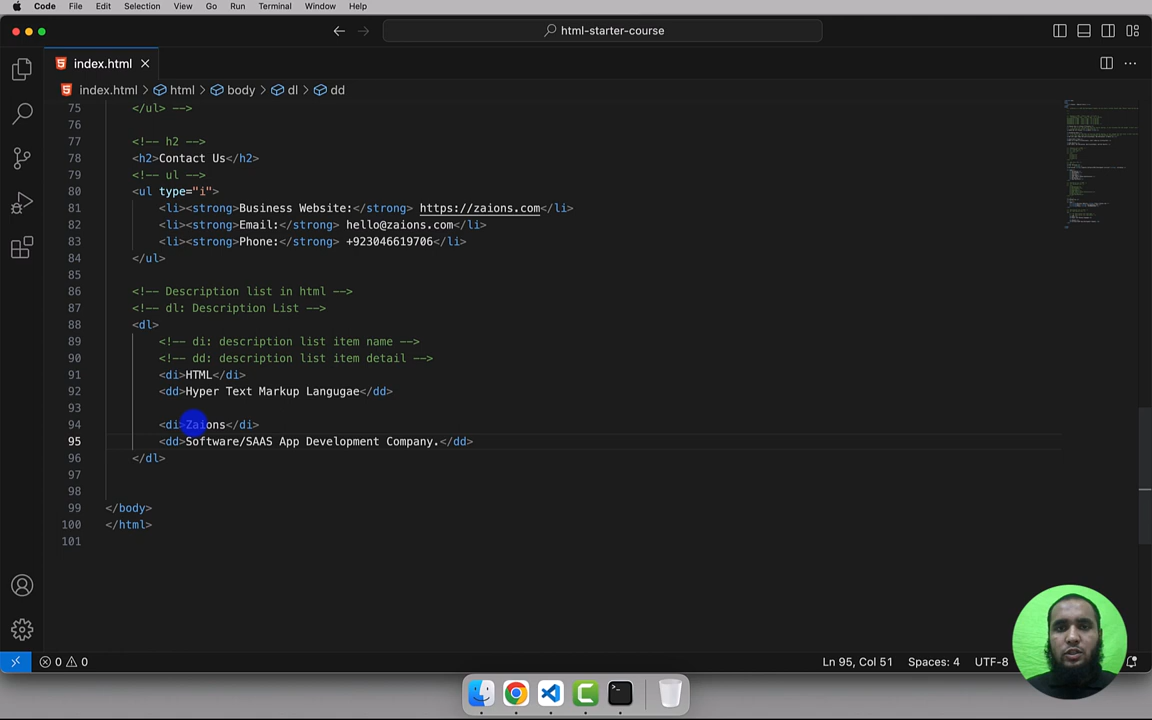 Code File Edit Selection View Go Run Terminal Window Help
html-starter-course
index.html
index.html > html > body > dl > dd
75 </ul> -->
76
77 <!-- h2 -->
78 <h2>Contact Us</h2>
79 <!-- ul -->
80 <ul type="i">
81 <li><strong>Business Website:</strong> https://zaions.com</li>
82 <li><strong>Email:</strong> hello@zaions.com</li>
83 <li><strong>Phone:</strong> +923046619706</li>
84 </ul>
85
86 <!-- Description list in html -->
87 <!-- dl: Description List -->
88 <dl>
89 <!-- di: description list item name -->
90 <!-- dd: description list item detail -->
91 <di>HTML</di>
92 <dd>Hyper Text Markup Langugae</dd>
93
94 <di>Zaions</di>
95 <dd>Software/SAAS App Development Company.</dd>
96 </dl>
97
98
99 </body>
100 </html>
101
0 0 Ln 95, Col 51 Spaces: 4 UTF-8